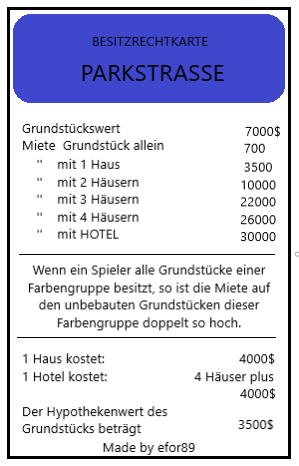 BESITZRECHTKARTE
PARKSTRASSE
Grundstückswert 7000$
Miete Grundstück allein 700
" mit 1 Haus 3500
" mit 2 Häusern 10000
" mit 3 Häusern 22000
" mit 4 Häusern 26000
" mit HOTEL 30000
Wenn ein Spieler alle Grundstücke einer
Farbengruppe besitzt, so ist die Miete auf
den unbebauten Grundstücken dieser
Farbengruppe doppelt so hoch.
1 Haus kostet: 4000$
1 Hotel kostet: 4 Häuser plus
4000$
Der Hypothekenwert des
Grundstücks beträgt 3500$
Made by efor89